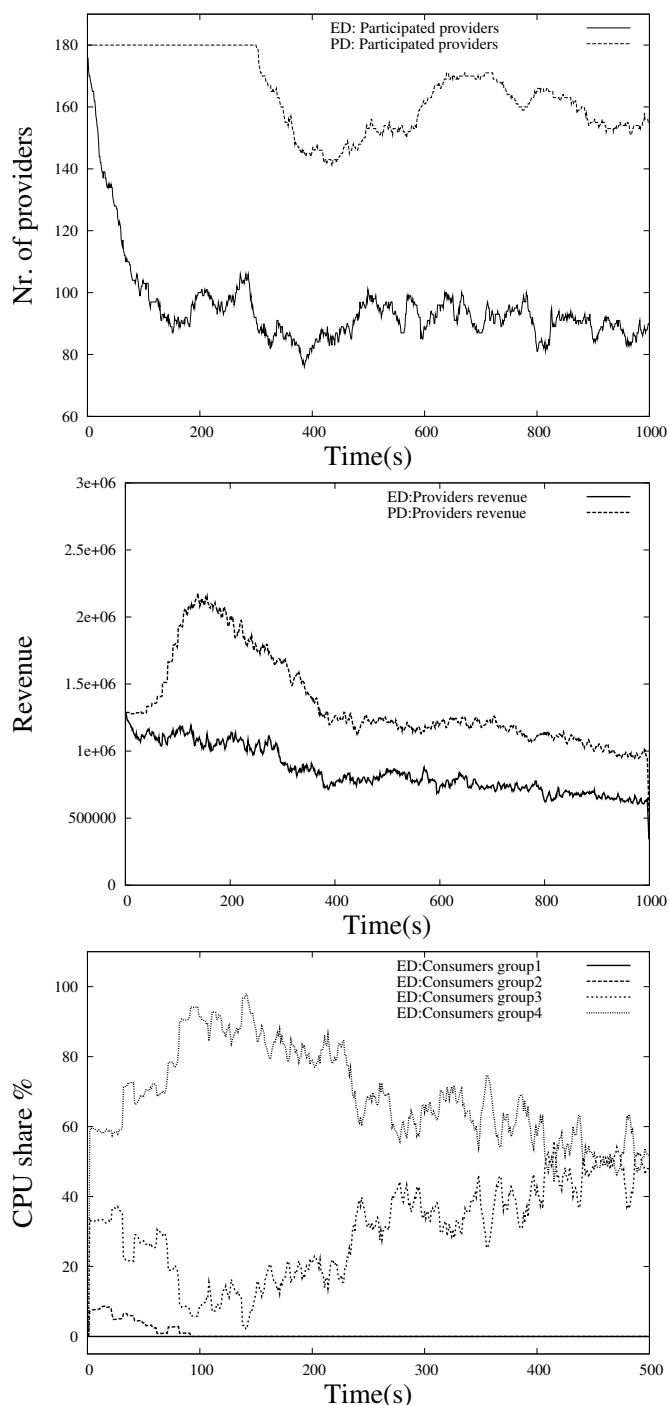 ED: Participated providers
PD: Participated providers
180
160
140
120
100
80
60
0 200 400 600 800 1000
Nr. of providers
Time(s)
ED:Providers revenue
PD:Providers revenue
3e+06
2.5e+06
2e+06
1.5e+06
1e+06
500000
0
0 200 400 600 800 1000
Revenue
Time(s)
ED:Consumers group1
ED:Consumers group2
ED:Consumers group3
ED:Consumers group4
100
80
60
40
20
0
0 100 200 300 400 500
CPU share %
Time(s)